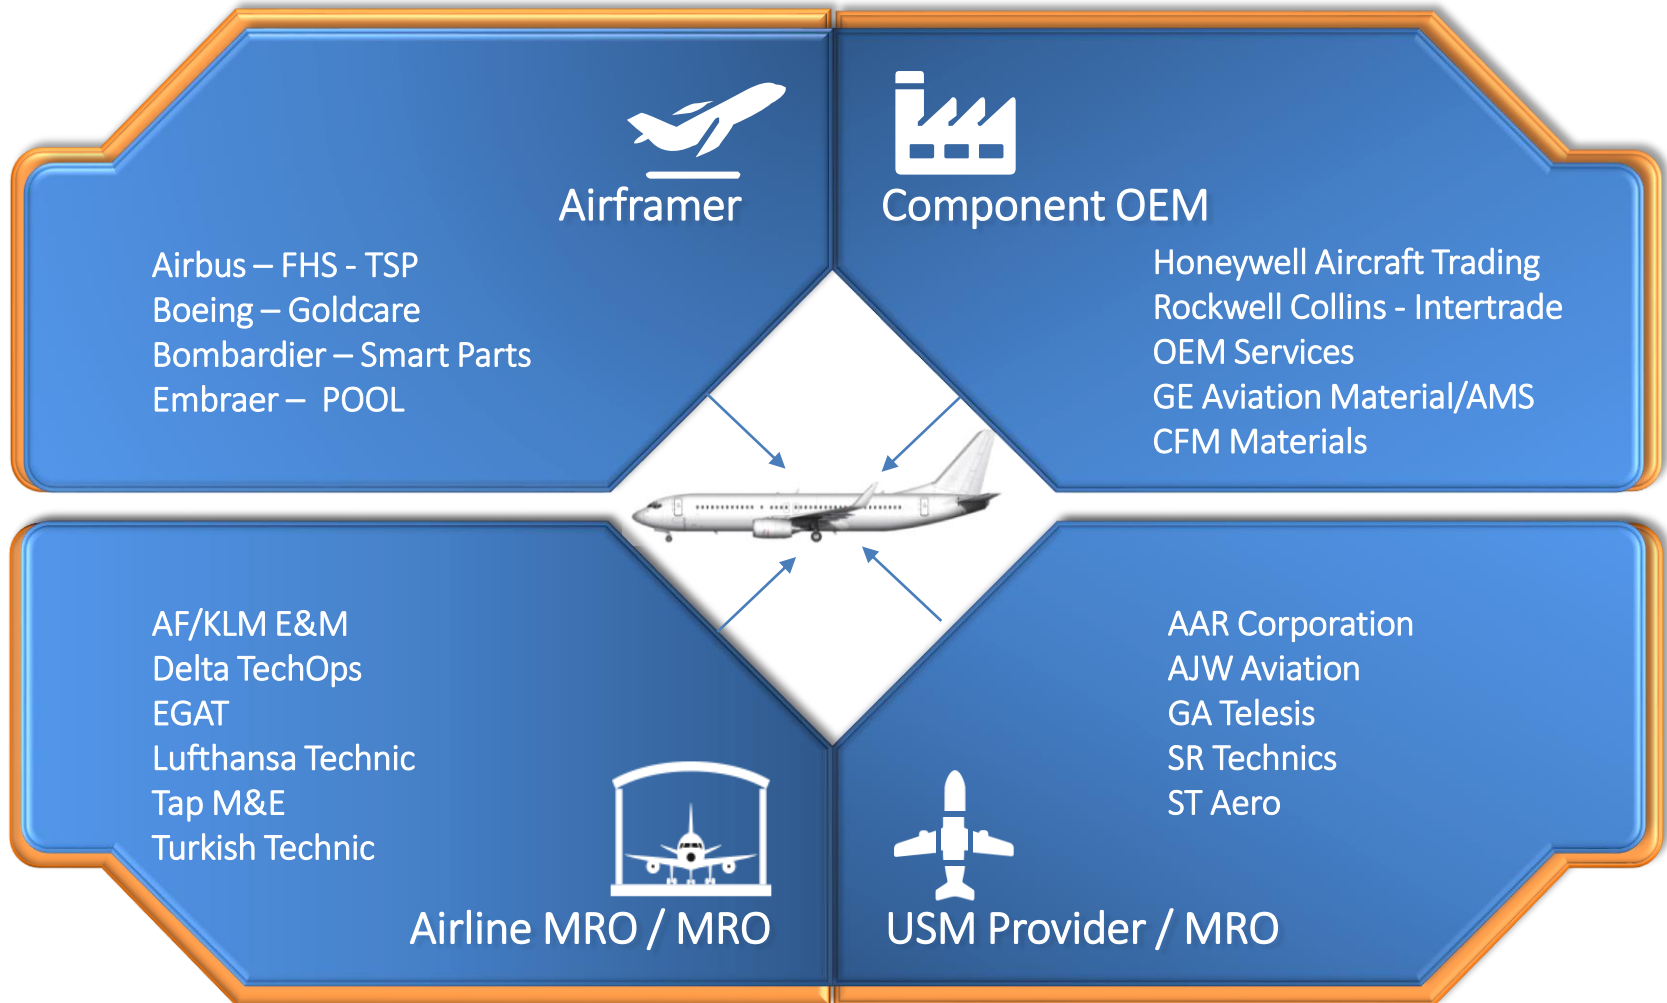 Airframer
Airbus – FHS - TSP
Boeing – Goldcare
Bombardier – Smart Parts
Embraer –  POOL
Component OEM
Honeywell Aircraft Trading
Rockwell Collins - Intertrade
OEM Services
GE Aviation Material/AMS
CFM Materials
AF/KLM E&M
Delta TechOps
EGAT
Lufthansa Technic
Tap M&E
Turkish Technic
Airline MRO / MRO
AAR Corporation
AJW Aviation
GA Telesis
SR Technics
ST Aero
USM Provider / MRO